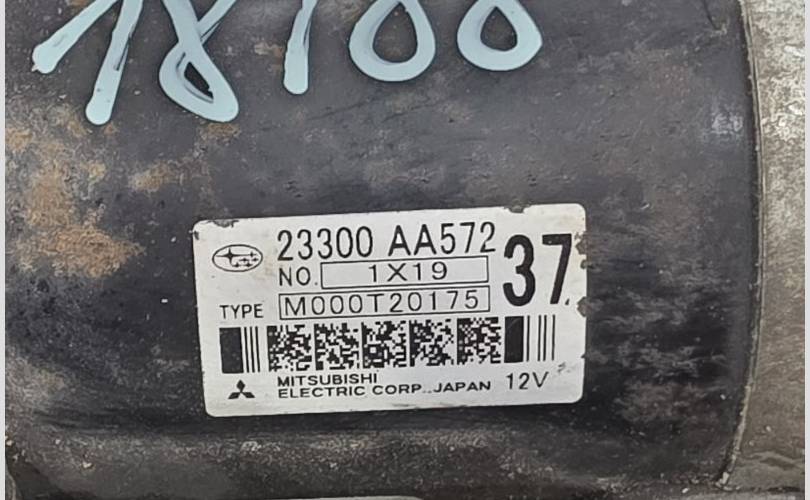 18100
23300 AA572
37
NO. 1X19
TYPE M000T20175
MITSUBISHI
ELECTRIC CORP. JAPAN 12V